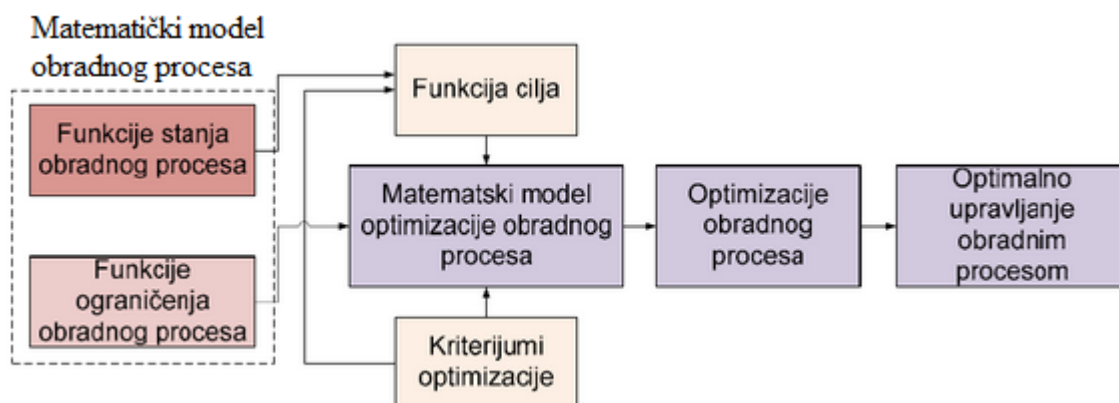 Matematički model
obradnog procesa
Funkcije stanja
obradnog procesa
Funkcije
ograničenja
obradnog procesa
Funkcija cilja
Matematski model
optimizacije obradnog
procesa
Kriterijumi
optimizacije
Optimizacije
obradnog
procesa
Optimalno
upravljanje
obradnim
procesom